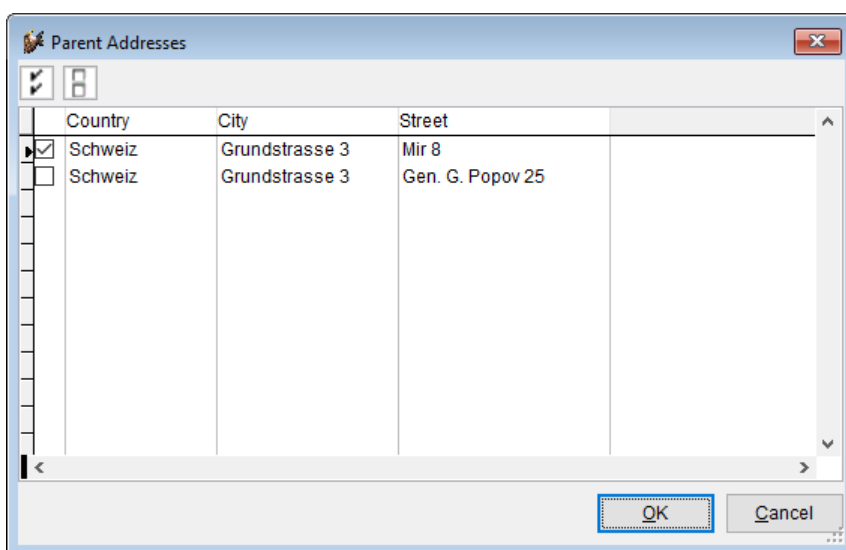 Parent Addresses
Country City Street
Schweiz Grundstrasse 3 Mir 8
Schweiz Grundstrasse 3 Gen. G. Popov 25
OK Cancel